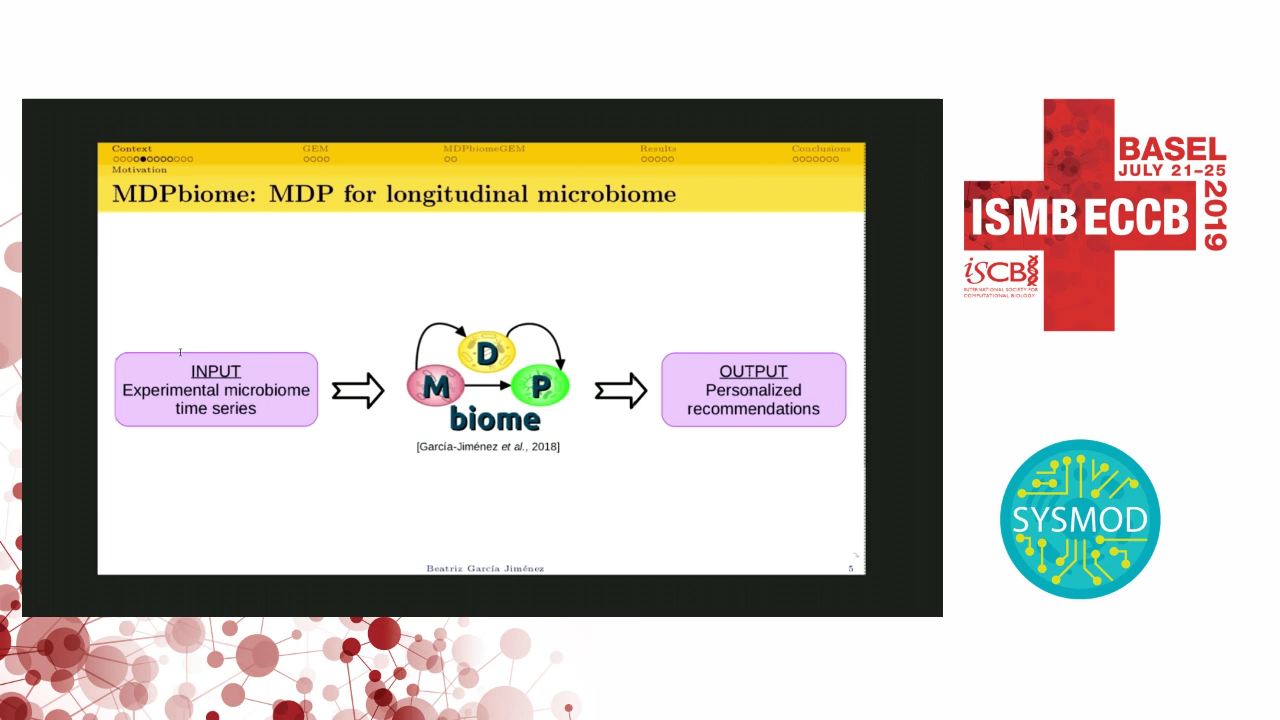 Context
GEM
MDPbiomeGEM
Results
Conclusions
Motivation
MDPbiome: MDP for longitudinal microbiome
INPUT
Experimental microbiome
time series
M
D
P
biome
[García-Jiménez et al., 2018]
OUTPUT
Personalized
recommendations
Beatriz García Jiménez
5
BASEL
JULY 21–25
2019
ISMB ECCB
iSCB
INTERNATIONAL SOCIETY FOR
COMPUTATIONAL BIOLOGY
SYSMOD